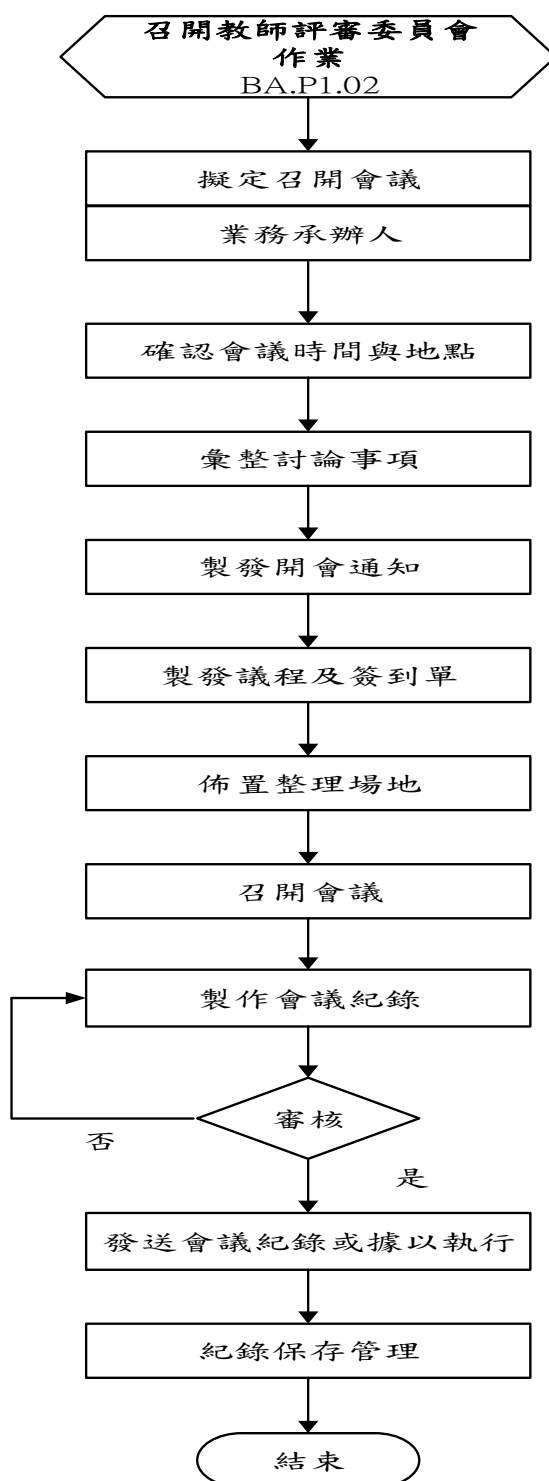 召開教師評審委員會
作業
BA.P1.02
擬定召開會議
業務承辦人
確認會議時間與地點
彙整討論事項
製發開會通知
製發議程及簽到單
佈置整理場地
召開會議
製作會議紀錄
審核
否
是
發送會議紀錄或據以執行
紀錄保存管理
結束